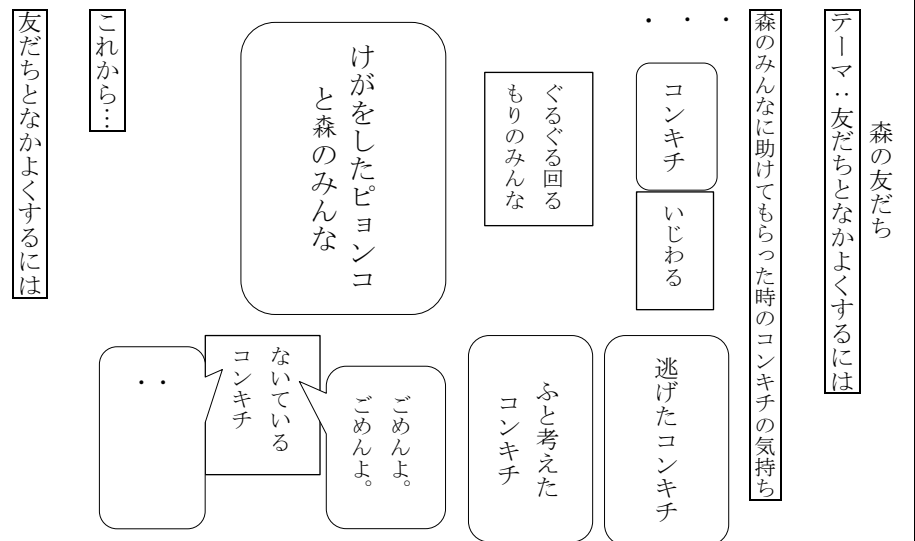 森の友だち
テーマ：友だちとなかよくするには
森のみんなに助けてもらった時のコンキチの気持ち
・　・　・
コンキチ
いじわる
逃げたコンキチ
ぐるぐる回る
もりのみんな
ふと考えた
コンキチ
けがをしたピョンコ
と森のみんな
ごめんよ。
ごめんよ。
ないている
コンキチ
・・
これから…
友だちとなかよくするには